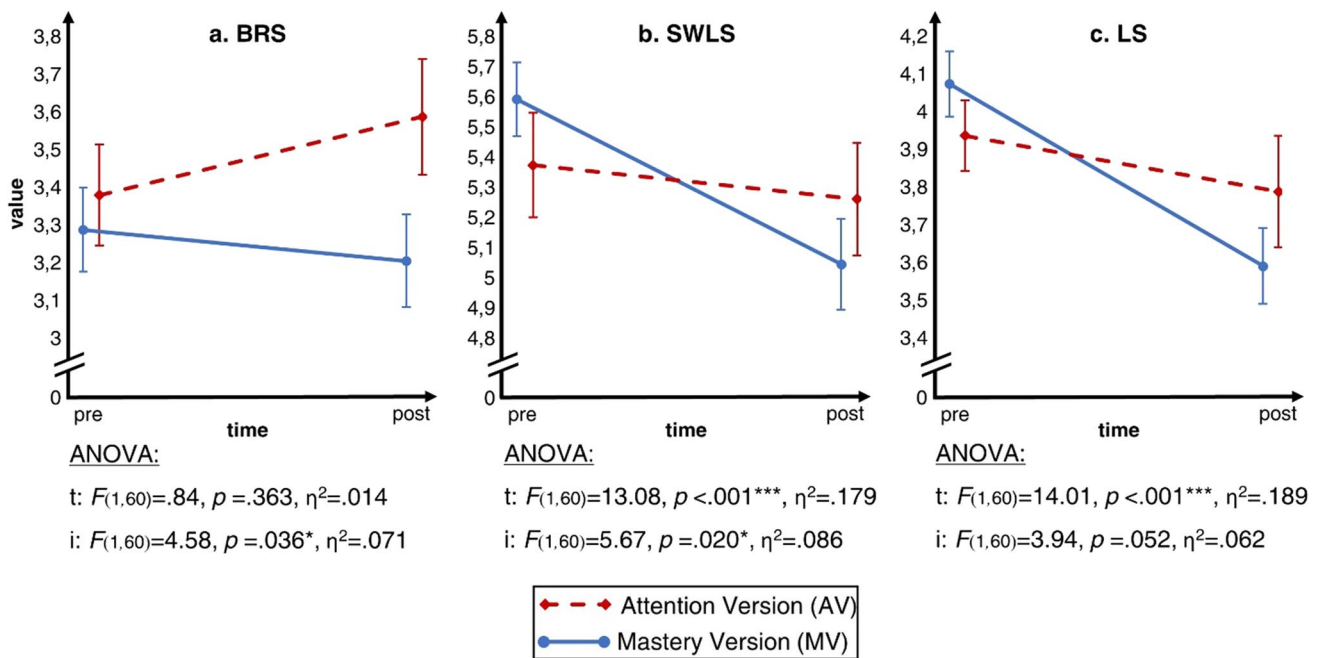 a. BRS
3,8
3,7
3,6
3,5
3,4
3,3
3,2
3,1
3
0
value
pre
post
time
ANOVA:
t: F(1,60)=.84, p =.363, η²=.014
i: F(1,60)=4.58, p =.036*, η²=.071
b. SWLS
5,8
5,7
5,6
5,5
5,4
5,3
5,2
5,1
5
4,9
4,8
0
pre
post
time
ANOVA:
t: F(1,60)=13.08, p <.001***, η²=.179
i: F(1,60)=5.67, p =.020*, η²=.086
c. LS
4,2
4,1
4
3,9
3,8
3,7
3,6
3,5
3,4
0
pre
post
time
ANOVA:
t: F(1,60)=14.01, p <.001***, η²=.189
i: F(1,60)=3.94, p =.052, η²=.062
Attention Version (AV)
Mastery Version (MV)